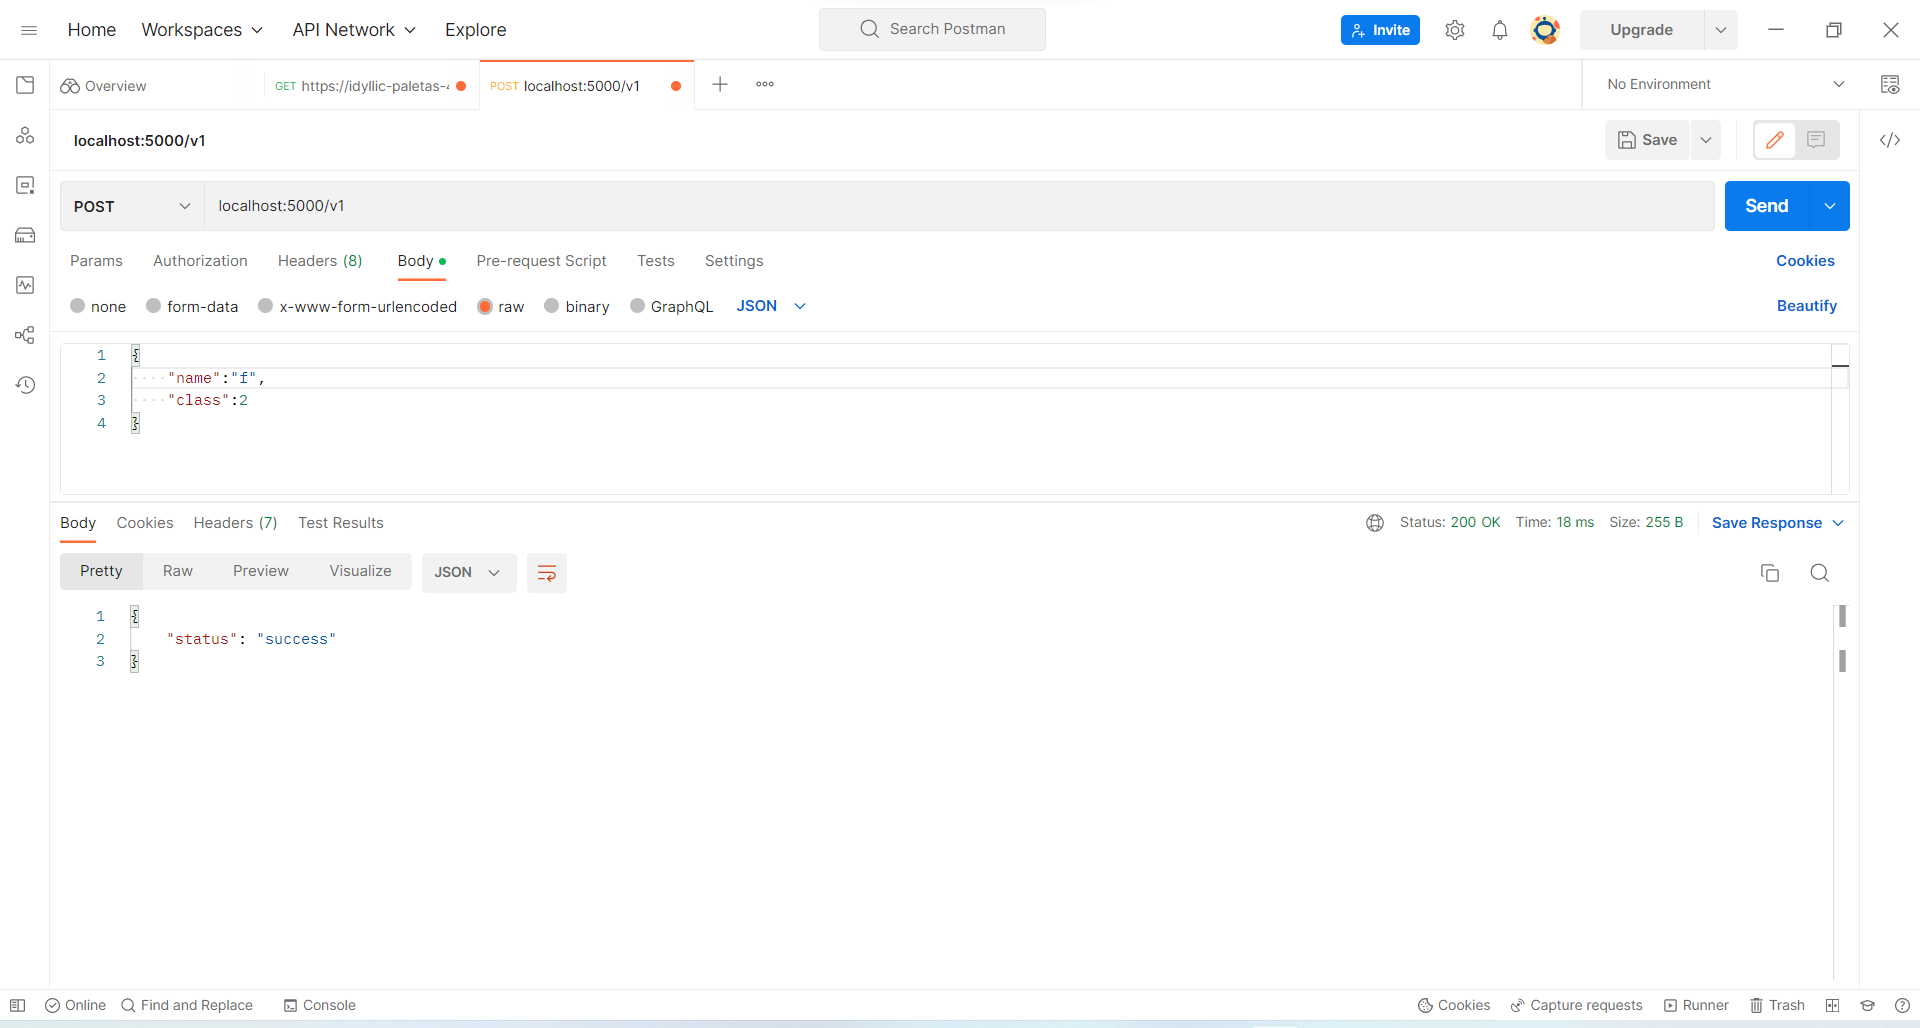 Home Workspaces API Network Explore Search Postman Invite Upgrade
Overview GET https://idyllic-paletas- POST localhost:5000/v1 No Environment
localhost:5000/v1 Save
POST localhost:5000/v1 Send
Params Authorization Headers (8) Body Pre-request Script Tests Settings Cookies
none form-data x-www-form-urlencoded raw binary GraphQL JSON Beautify
1 {
2 "name":"f",
3 "class":2
4 }
Body Cookies Headers (7) Test Results Status: 200 OK Time: 18 ms Size: 255 B Save Response
Pretty Raw Preview Visualize JSON
1 {
2 "status": "success"
3 }
Online Find and Replace Console Cookies Capture requests Runner Trash